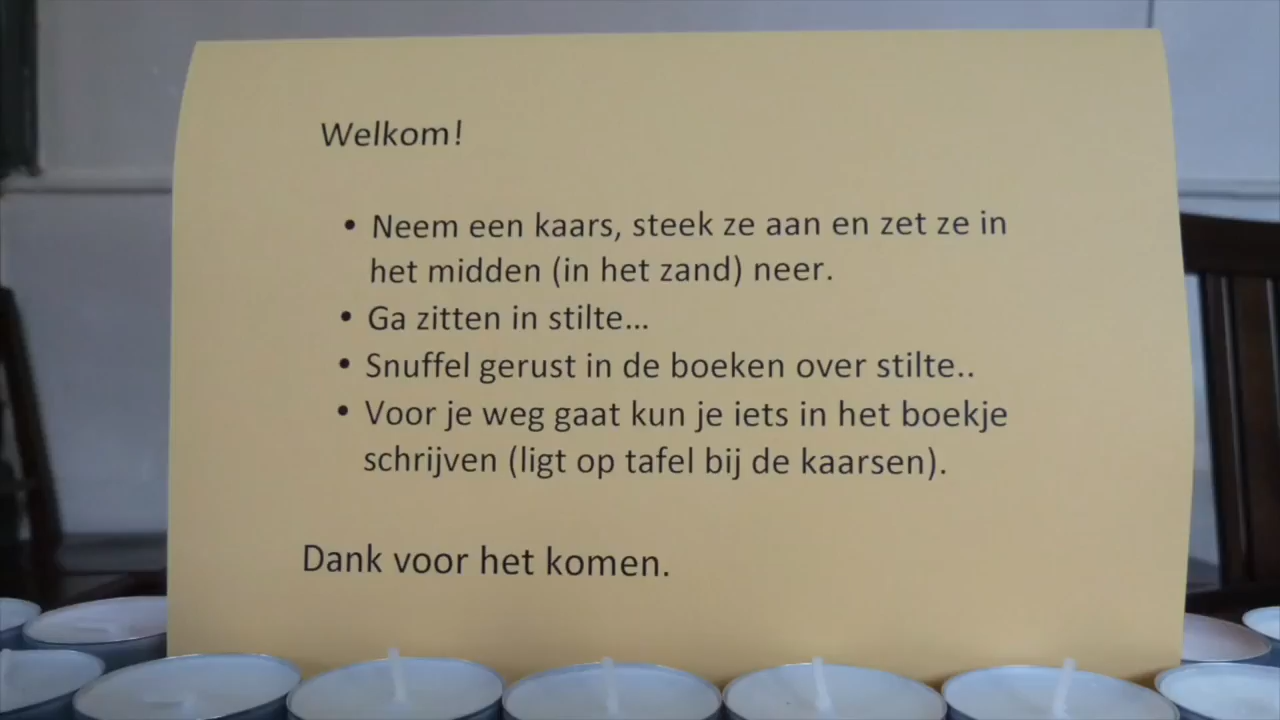 Welkom!
• Neem een kaars, steek ze aan en zet ze in
het midden (in het zand) neer.
• Ga zitten in stilte...
• Snuffel gerust in de boeken over stilte..
• Voor je weg gaat kun je iets in het boekje
schrijven (ligt op tafel bij de kaarsen).
Dank voor het komen.